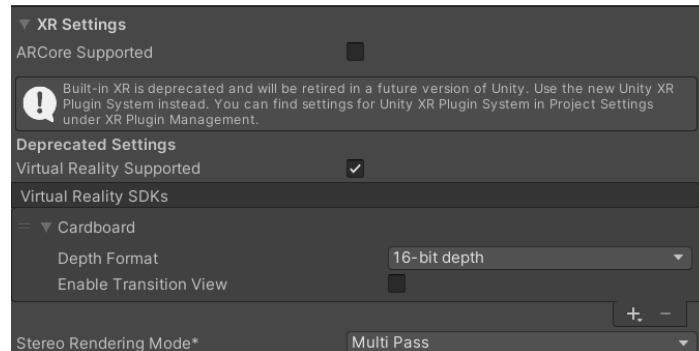 XR Settings
ARCore Supported
Built-in XR is deprecated and will be retired in a future version of Unity. Use the new Unity XR
Plugin System instead. You can find settings for Unity XR Plugin System in Project Settings
under XR Plugin Management.
Deprecated Settings
Virtual Reality Supported
Virtual Reality SDKs
Cardboard
Depth Format 16-bit depth
Enable Transition View
Stereo Rendering Mode* Multi Pass